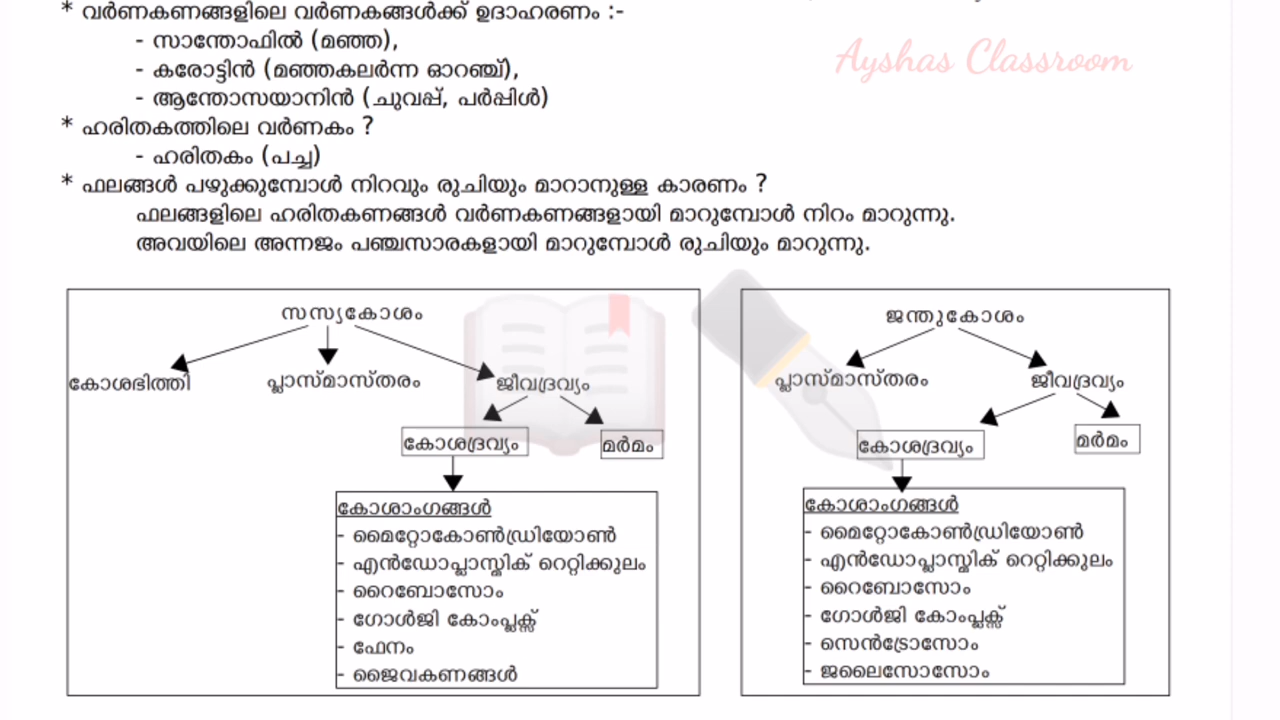 * വർണകണങ്ങളിലെ വർണകങ്ങൾക്ക് ഉദാഹരണം :-
- സാന്തോഫിൽ (മഞ്ഞ),
- കരോട്ടിൻ (മഞ്ഞകലർന്ന ഓറഞ്ച്),
- ആന്തോസയാനിൻ (ചുവപ്പ്, പർപ്പിൾ)
Ayshas Classroom
* ഹരിതകത്തിലെ വർണകം ?
- ഹരിതകം (പച്ച)
* ഫലങ്ങൾ പഴുക്കുമ്പോൾ നിറവും രുചിയും മാറാനുള്ള കാരണം ?
ഫലങ്ങളിലെ ഹരിതകണങ്ങൾ വർണകണങ്ങളായി മാറുമ്പോൾ നിറം മാറുന്നു.
അവയിലെ അന്നജം പഞ്ചസാരകളായി മാറുമ്പോൾ രുചിയും മാറുന്നു.
സസ്യകോശം
കോശഭിത്തി പ്ലാസ്മാസ്തരം ജീവദ്രവ്യം
കോശദ്രവ്യം മർമം
കോശാംഗങ്ങൾ
- മൈറ്റോകോൺഡ്രിയോൺ
- എൻഡോപ്ലാസ്മിക് റെറ്റിക്കുലം
- റൈബോസോം
- ഗോൾജി കോംപ്ലക്സ്
- ഫേനം
- ജൈവകണങ്ങൾ
ജന്തുകോശം
പ്ലാസ്മാസ്തരം ജീവദ്രവ്യം
കോശദ്രവ്യം മർമം
കോശാംഗങ്ങൾ
- മൈറ്റോകോൺഡ്രിയോൺ
- എൻഡോപ്ലാസ്മിക് റെറ്റിക്കുലം
- റൈബോസോം
- ഗോൾജി കോംപ്ലക്സ്
- സെൻട്രോസോം
- ജലൈസോസോം